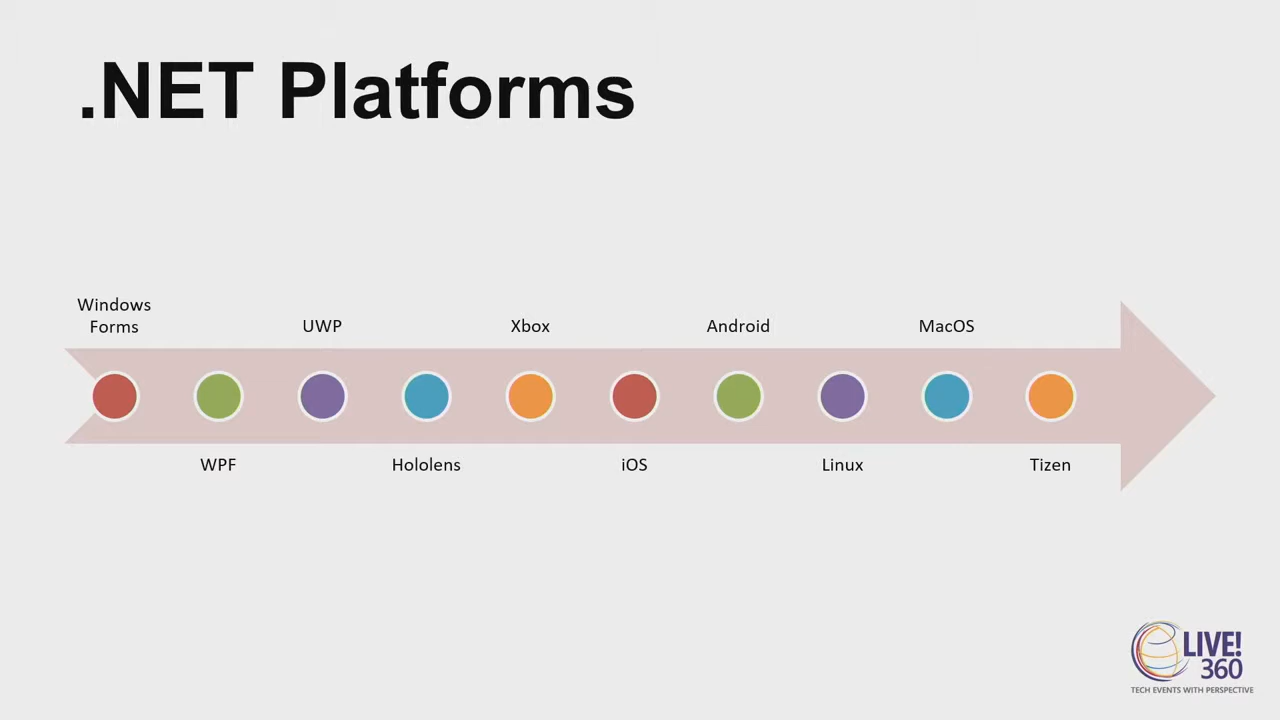 .NET Platforms
Windows
Forms
UWP
Xbox
Android
MacOS
WPF
Hololens
iOS
Linux
Tizen
LIVE!
360
TECH EVENTS WITH PERSPECTIVE